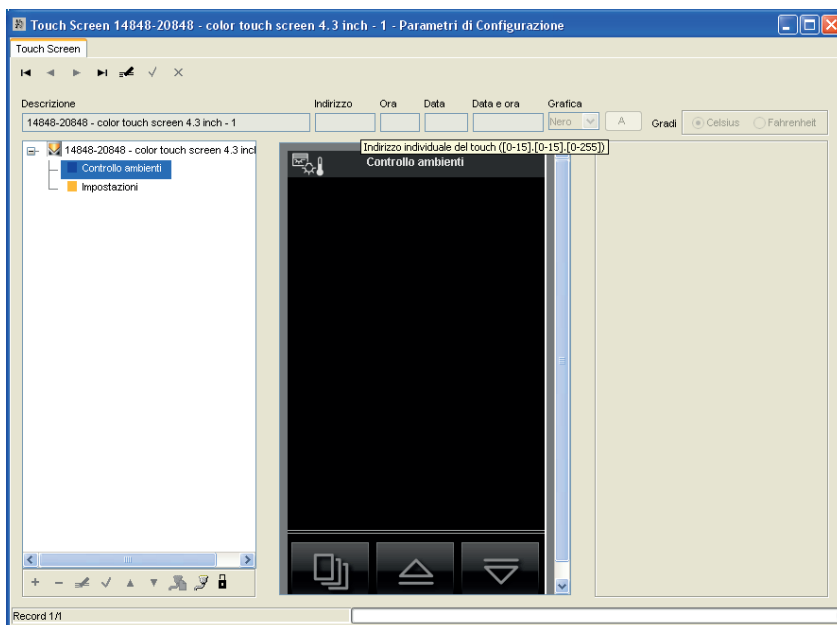 Touch Screen 14848-20848 - color touch screen 4.3 inch - 1 - Parametri di Configurazione
Touch Screen
Descrizione Indirizzo Ora Data Data e ora Grafica
14848-20848 - color touch screen 4.3 inch - 1 Nero A Gradi Celsius Fahrenheit
Indirizzo individuale del touch ([0-15].[0-15].[0-255])
14848-20848 - color touch screen 4.3 incl
Controllo ambienti
Impostazioni
Controllo ambienti
Record 1/1